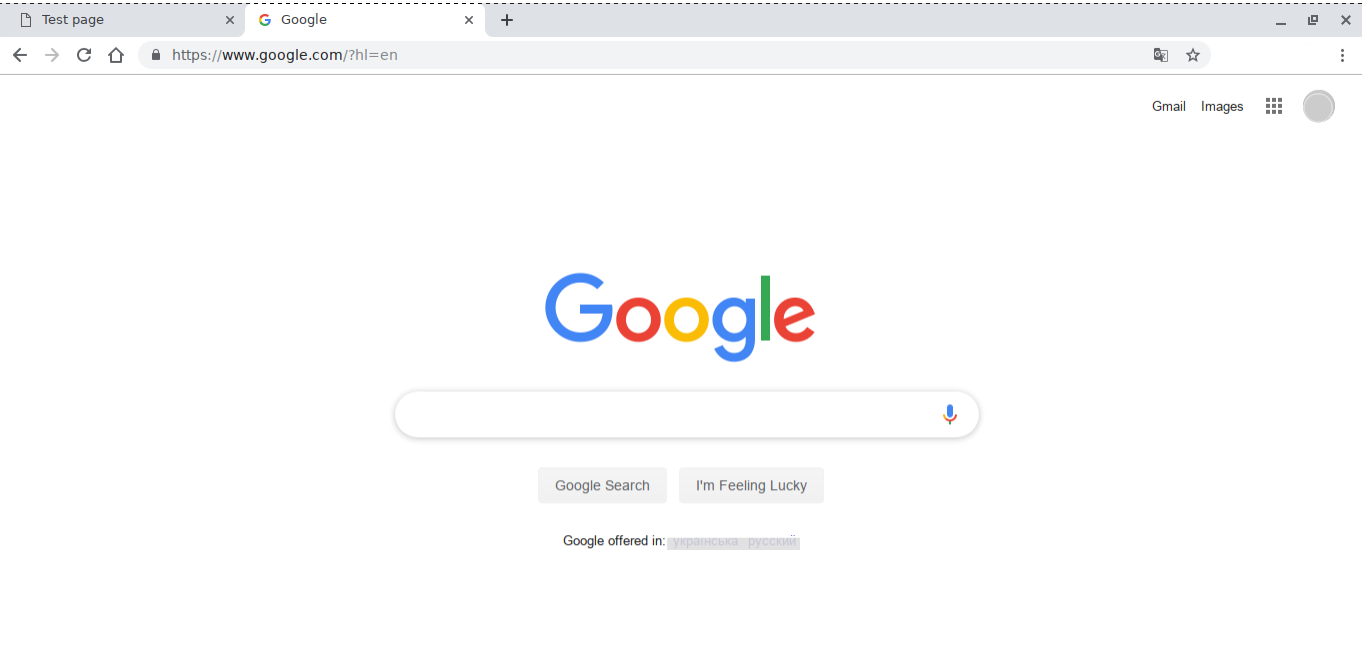 Test page
Google
https://www.google.com/?hl=en
Gmail Images
Google
Google Search I'm Feeling Lucky
Google offered in: українська русский